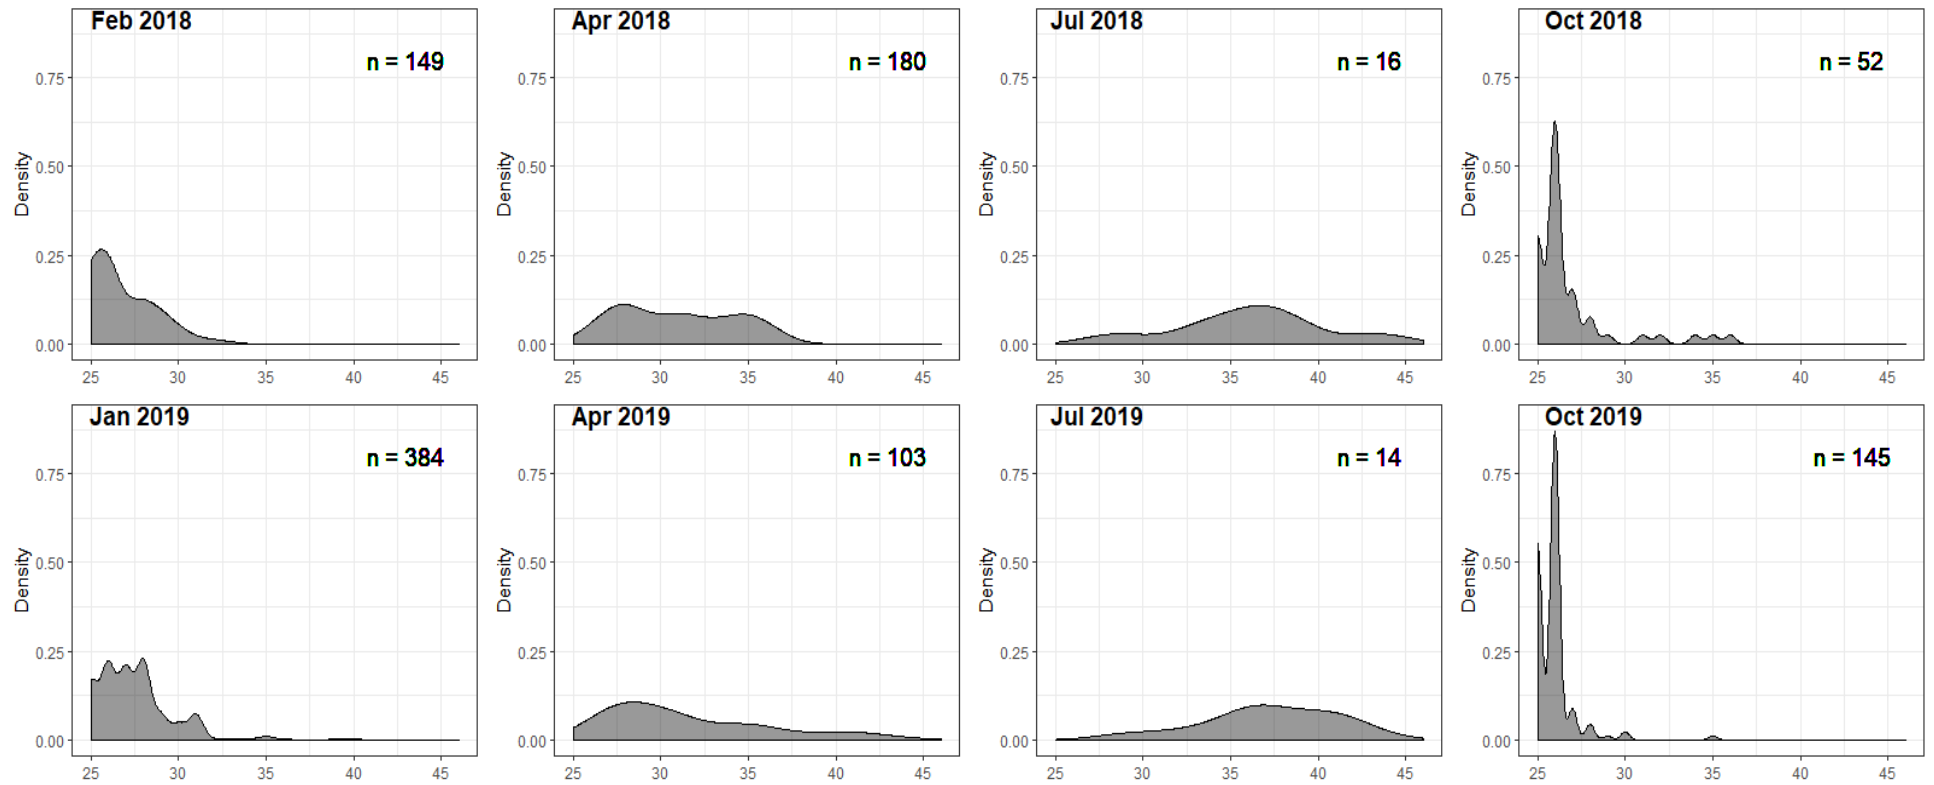 Feb 2018
n = 149
Density
0.75
0.50
0.25
0.00
25 30 35 40 45
Apr 2018
n = 180
Density
0.75
0.50
0.25
0.00
25 30 35 40 45
Jul 2018
n = 16
Density
0.75
0.50
0.25
0.00
25 30 35 40 45
Oct 2018
n = 52
Density
0.75
0.50
0.25
0.00
25 30 35 40 45
Jan 2019
n = 384
Density
0.75
0.50
0.25
0.00
25 30 35 40 45
Apr 2019
n = 103
Density
0.75
0.50
0.25
0.00
25 30 35 40 45
Jul 2019
n = 14
Density
0.75
0.50
0.25
0.00
25 30 35 40 45
Oct 2019
n = 145
Density
0.75
0.50
0.25
0.00
25 30 35 40 45